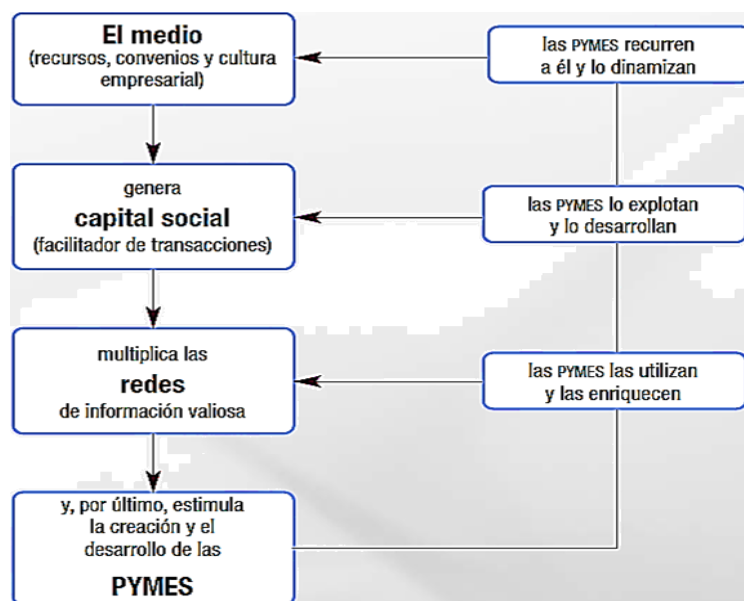 El medio
(recursos, convenios y cultura
empresarial)
las PYMES recurren
a él y lo dinamizan
genera
capital social
(facilitador de transacciones)
las PYMES lo explotan
y lo desarrollan
multiplica las
redes
de información valiosa
las PYMES las utilizan
y las enriquecen
y, por último, estimula
la creación y el
desarrollo de las
PYMES